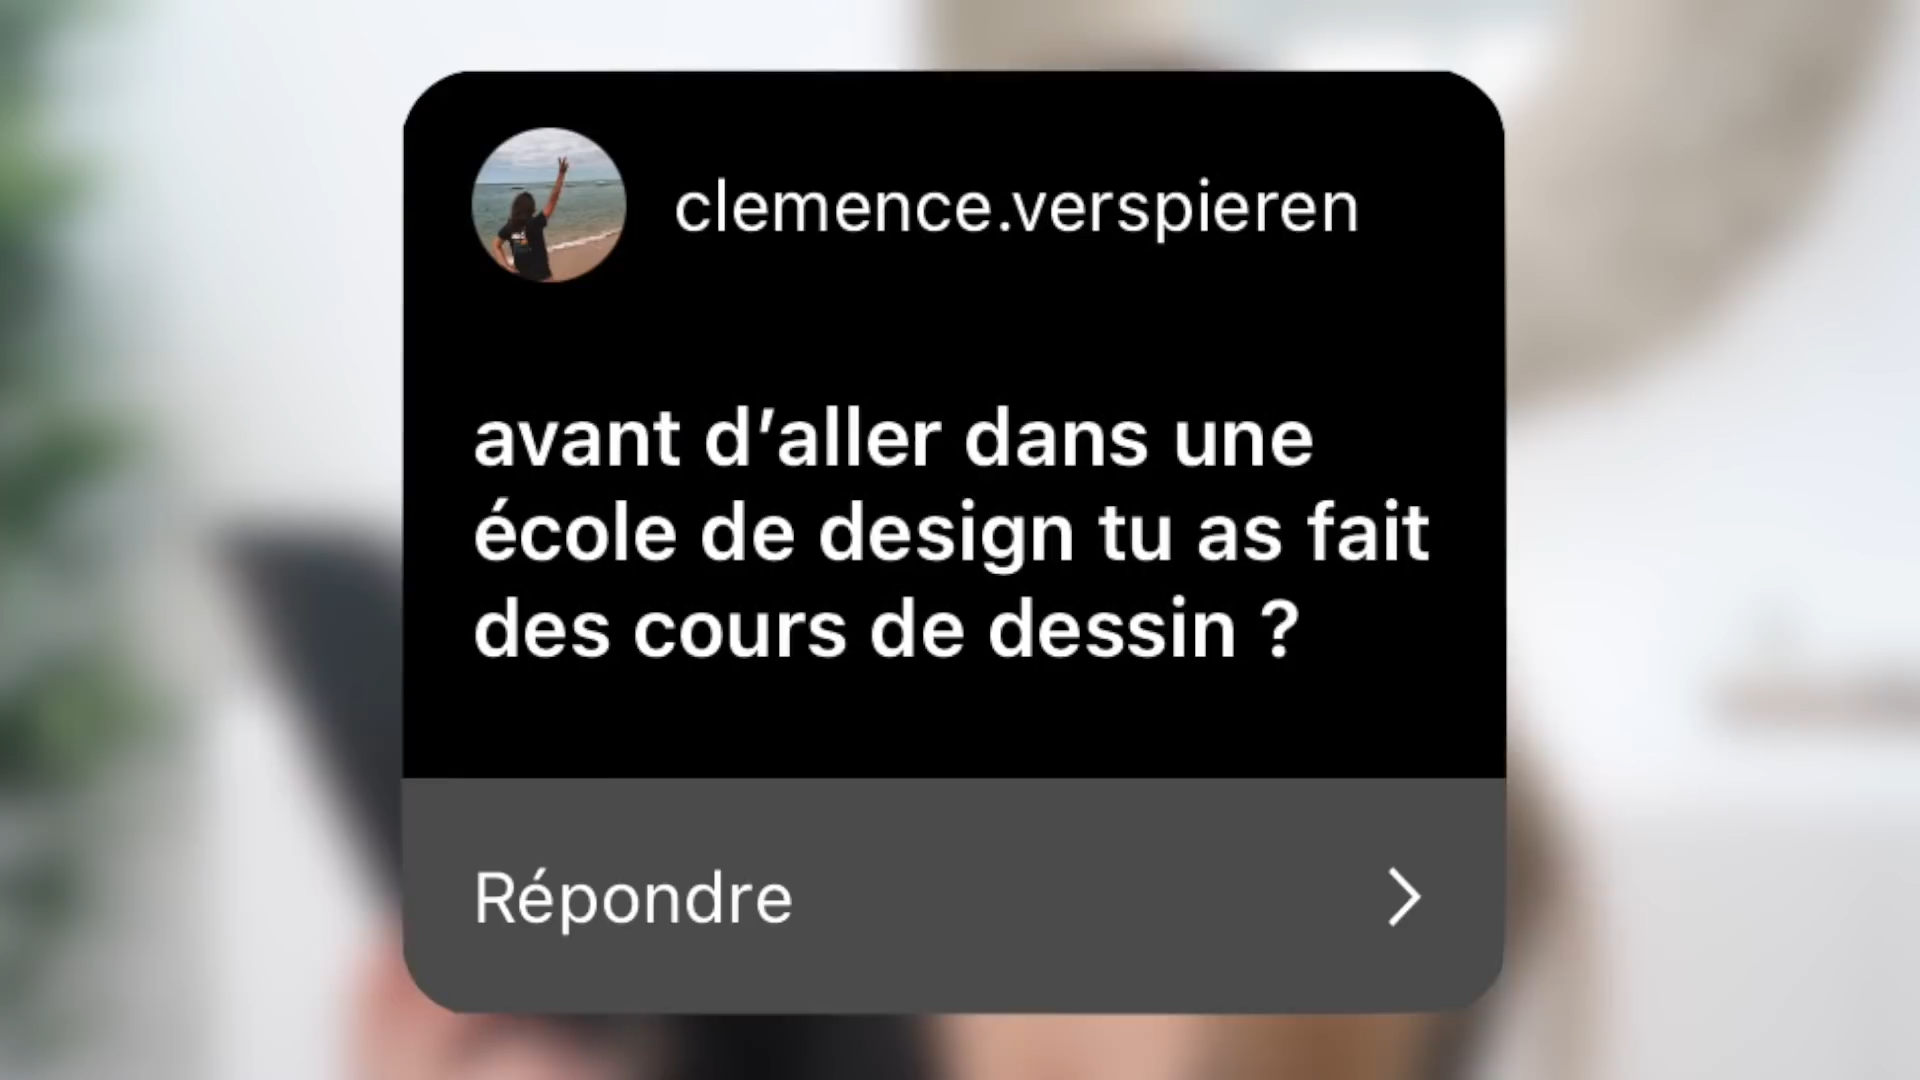 clemence.verspieren
avant d’aller dans une
école de design tu as fait
des cours de dessin ?
Répondre